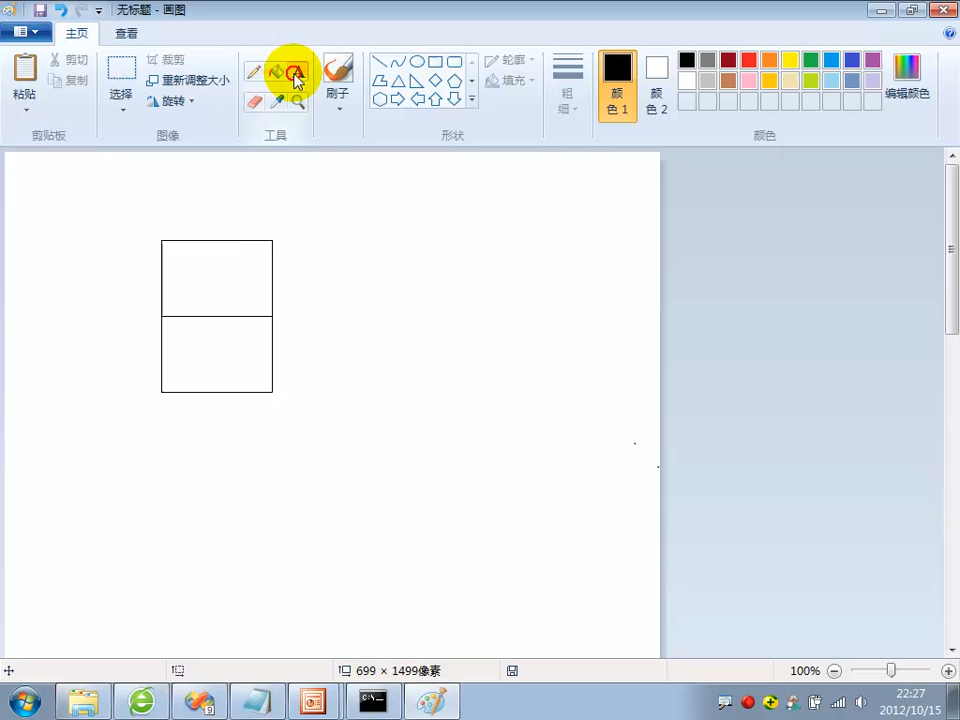 无标题 - 画图
主页
查看
粘贴
剪切
复制
剪贴板
选择
裁剪
重新调整大小
旋转
图像
工具
刷子
轮廓
填充
形状
粗
细
颜
色 1
颜
色 2
编辑颜色
颜色
699 × 1499像素
100%
9
C:\.
22:27
2012/10/15